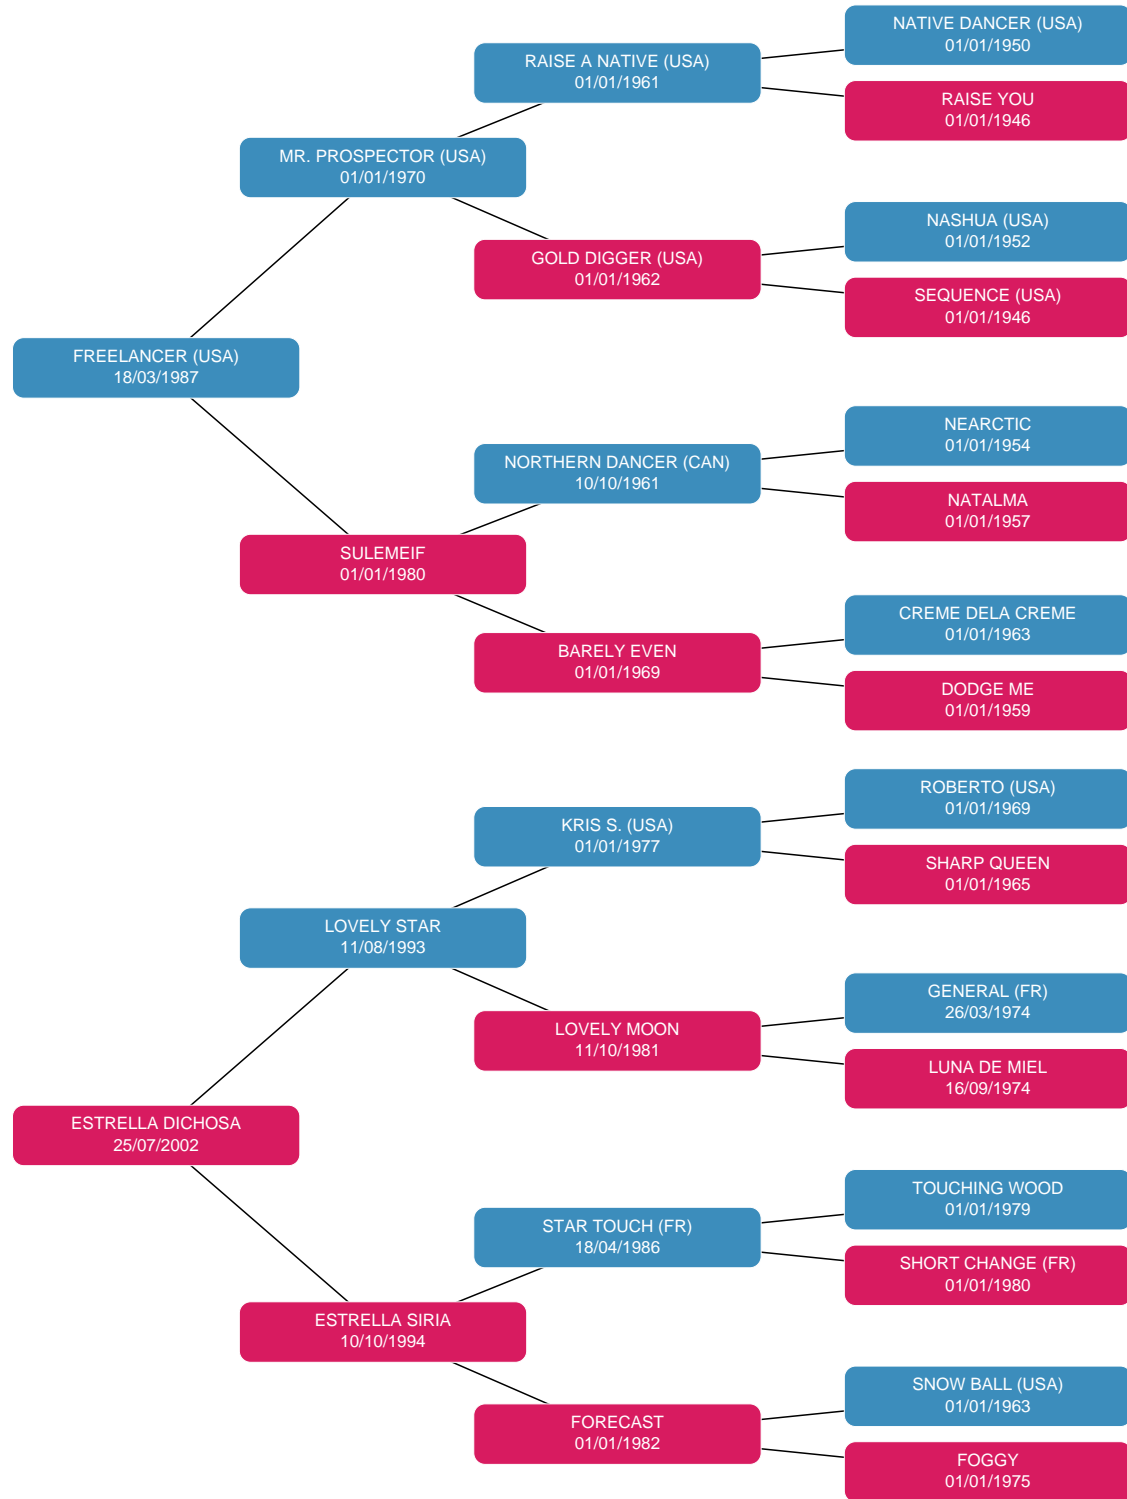 NATIVE DANCER (USA)
01/01/1950
RAISE A NATIVE (USA)
01/01/1961
RAISE YOU
01/01/1946
MR. PROSPECTOR (USA)
01/01/1970
NASHUA (USA)
01/01/1952
GOLD DIGGER (USA)
01/01/1962
SEQUENCE (USA)
01/01/1946
FREELANCER (USA)
18/03/1987
NEARCTIC
01/01/1954
NORTHERN DANCER (CAN)
10/10/1961
NATALMA
01/01/1957
SULEMEIF
01/01/1980
CREME DELA CREME
01/01/1963
BARELY EVEN
01/01/1969
DODGE ME
01/01/1959
ROBERTO (USA)
01/01/1969
KRIS S. (USA)
01/01/1977
SHARP QUEEN
01/01/1965
LOVELY STAR
11/08/1993
GENERAL (FR)
26/03/1974
LOVELY MOON
11/10/1981
LUNA DE MIEL
16/09/1974
ESTRELLA DICHOSA
25/07/2002
TOUCHING WOOD
01/01/1979
STAR TOUCH (FR)
18/04/1986
SHORT CHANGE (FR)
01/01/1980
ESTRELLA SIRIA
10/10/1994
SNOW BALL (USA)
01/01/1963
FORECAST
01/01/1982
FOGGY
01/01/1975